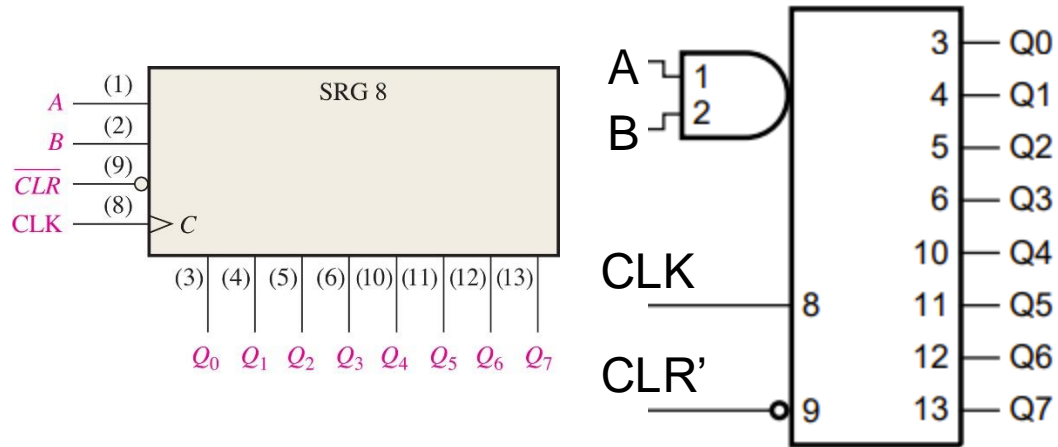 SRG 8
(1)
A
(2)
B
(9)
C̅L̅R̅
(8)
CLK
C
(3) (4) (5) (6) (10) (11) (12) (13)
Q₀ Q₁ Q₂ Q₃ Q₄ Q₅ Q₆ Q₇
A
1
B
2
CLK
8
CLR’
9
3 Q0
4 Q1
5 Q2
6 Q3
10 Q4
11 Q5
12 Q6
13 Q7